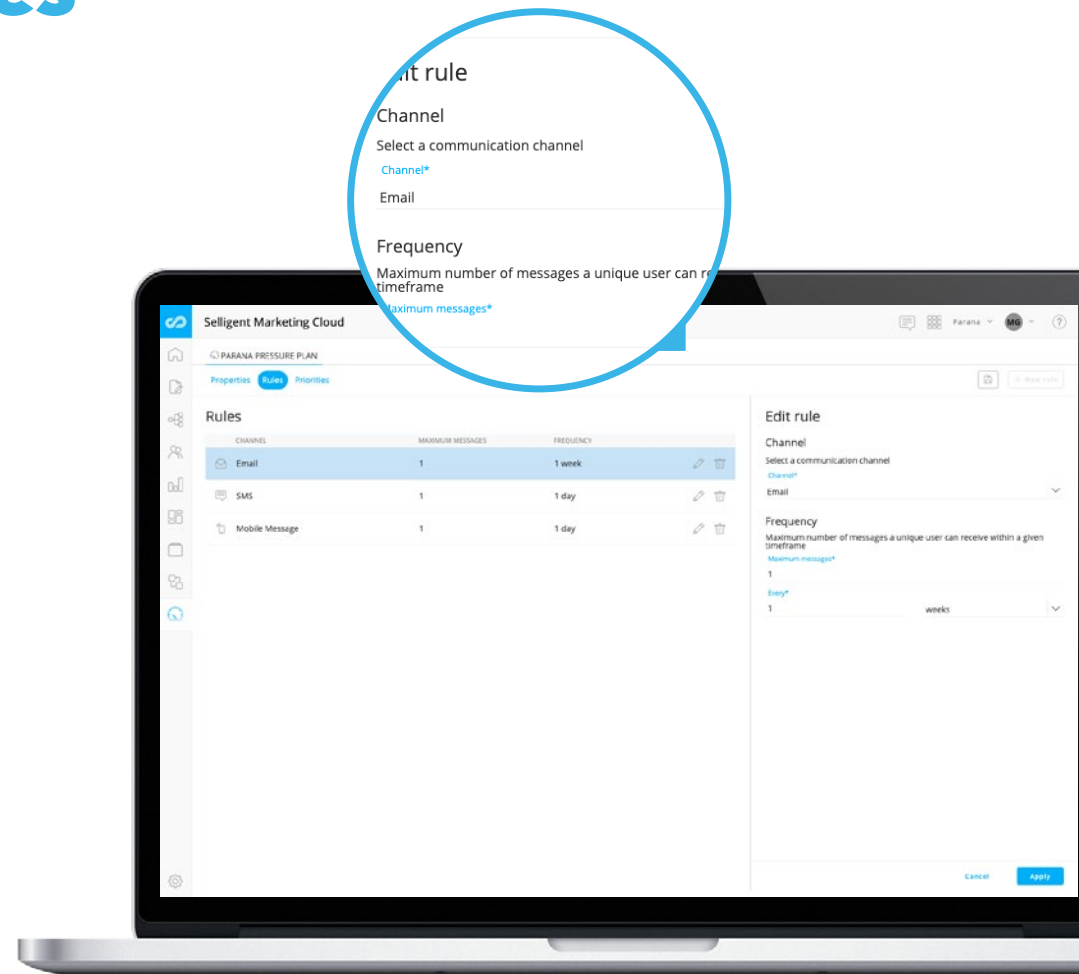 es
it rule
Channel
Select a communication channel
Channel*
Email
Frequency
Maximum number of messages a unique user can re
timeframe
Maximum messages*
Selligent Marketing Cloud
Parana
MG
?
PARANA PRESSURE PLAN
Properties Rules Priorities
+ New rule
Rules
CHANNEL MAXIMUM MESSAGES FREQUENCY
Email 1 1 week
SMS 1 1 day
Mobile Message 1 1 day
Edit rule
Channel
Select a communication channel
Channel*
Email
Frequency
Maximum number of messages a unique user can receive within a given
timeframe
Maximum messages*
1
Every*
1 weeks
Cancel Apply